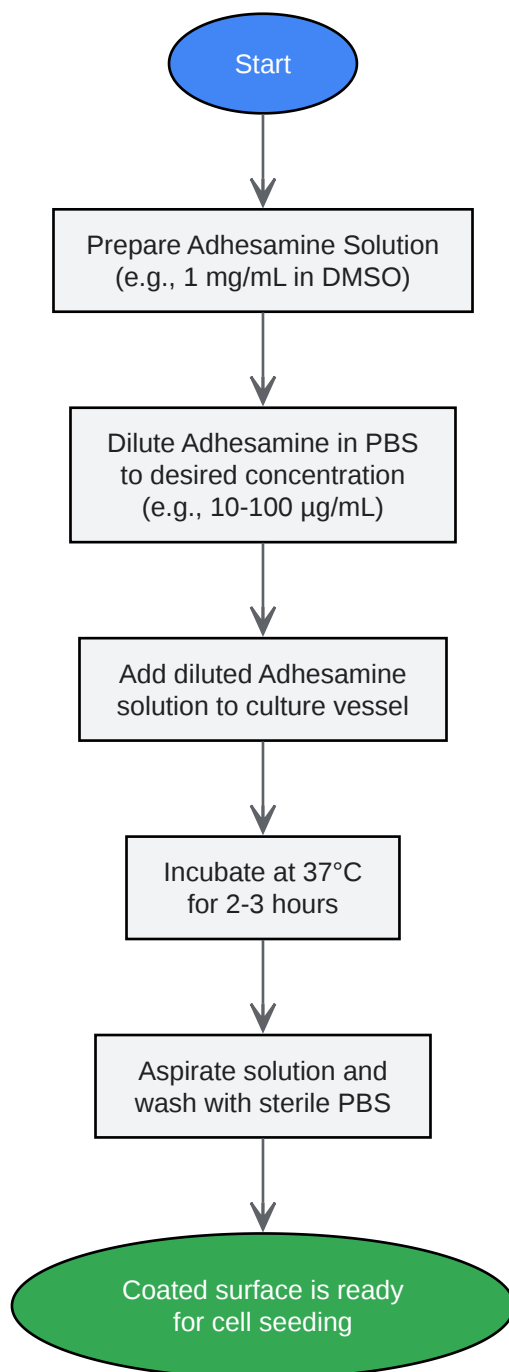 Start
Prepare Adhesamine Solution
(e.g., 1 mg/mL in DMSO)
Dilute Adhesamine in PBS
to desired concentration
(e.g., 10-100 µg/mL)
Add diluted Adhesamine
solution to culture vessel
Incubate at 37°C
for 2-3 hours
Aspirate solution and
wash with sterile PBS
Coated surface is ready
for cell seeding